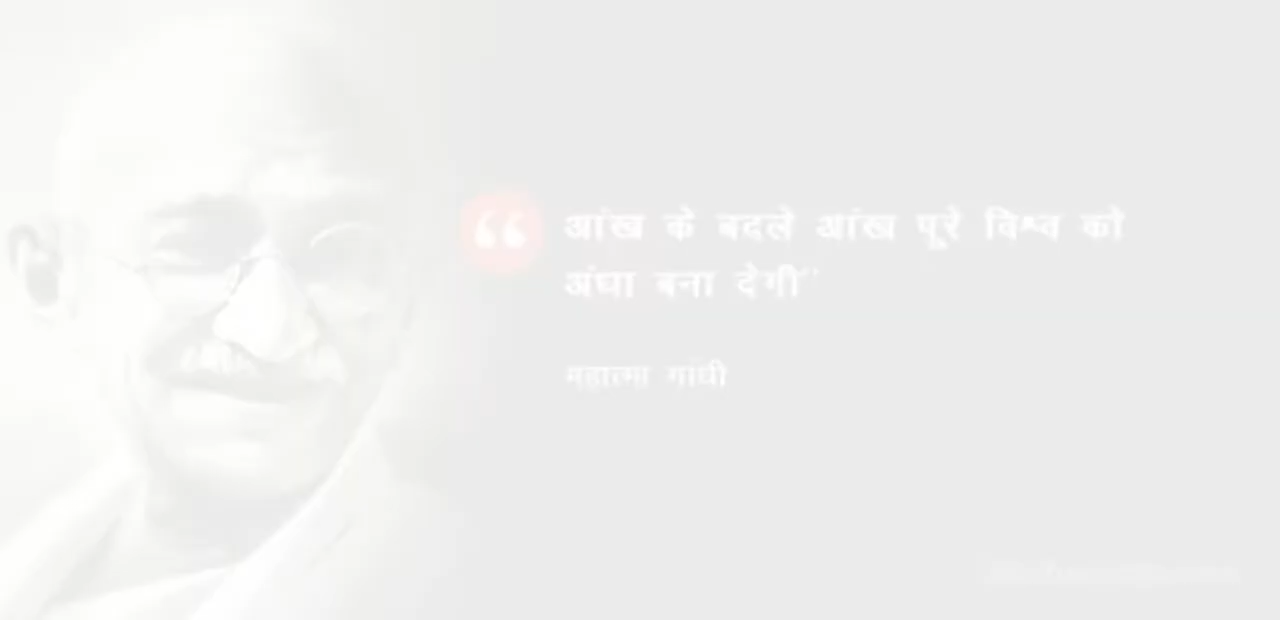 “ आंख के बदले आंख पूरे विश्व को
अंधा बना देगी”
महात्मा गांधी